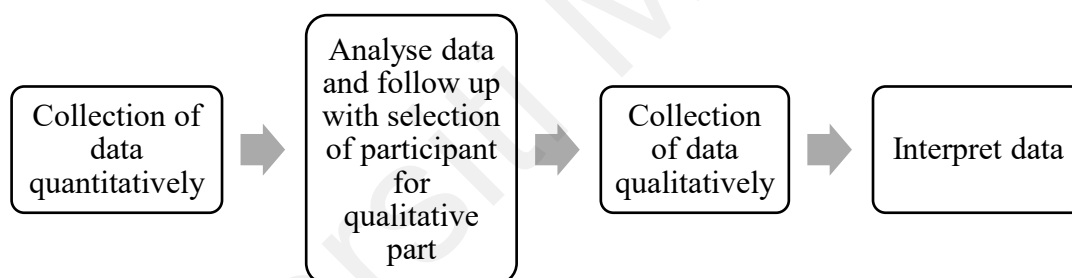 Collection of
data
quantitatively
Analyse data
and follow up
with selection
of participant
for
qualitative
part
Collection
of data
qualitatively
Interpret data